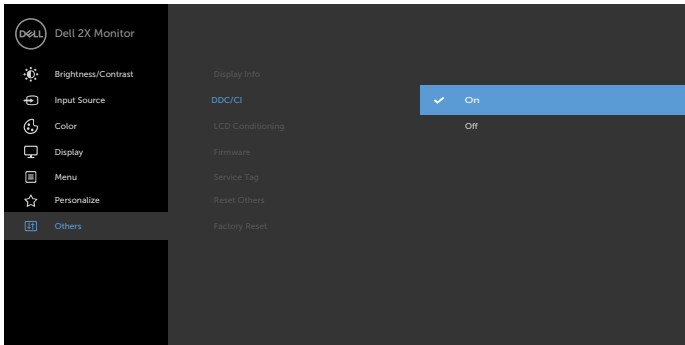 DELL
Dell 2X Monitor
Brightness/Contrast
Input Source
Color
Display
Menu
Personalize
Others
Display Info
DDC/CI
LCD Conditioning
Firmware
Service Tag
Reset Others
Factory Reset
On
Off